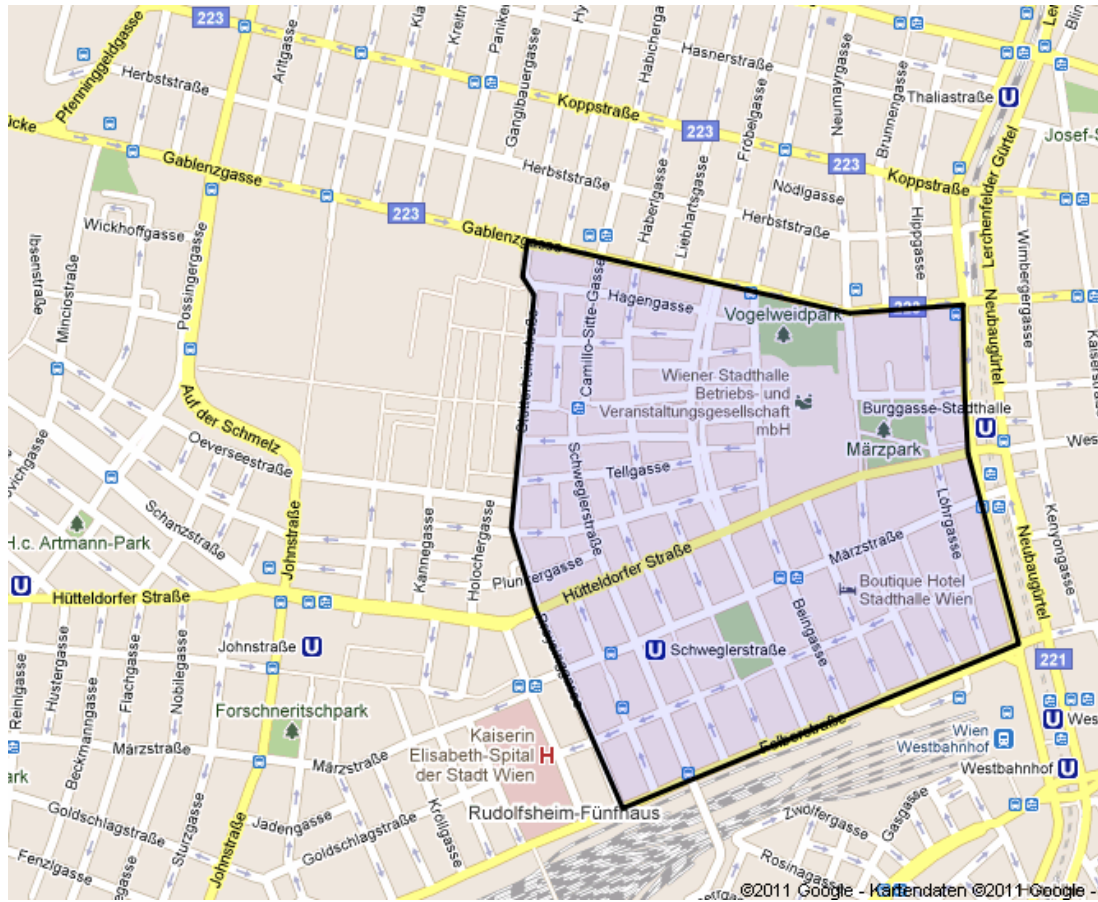 223
Pfenninggeldgasse
Herbststraße
Aritgasse
Gablenzgasse
223
Koppstraße
223
Hasnerstraße
Ganglbauergasse
Habichergasse
Herbststraße
Haberlgasse
Liebhartsgasse
Fröbelgasse
Neumayrgasse
Brunnengasse
Nödlgasse
Herbststraße
223
Koppstraße
Hippgasse
Thaliastraße
Lerchenfelder Gürtel
Wimbergergasse
Neubaugürtel
Wickhoffgasse
Ibsenstraße
Minciostraße
Possingergasse
Gablenzgasse
Hagengasse
Camillo-Sitte-Gasse
Vogelweidpark
Wiener Stadthalle
Betriebs- und
Veranstaltungsgesellschaft
mbH
Burggasse-Stadthalle
Märzpark
Auf der Schmelz
Oeverseestraße
Schanzstraße
Johnstraße
Kannegasse
Holochergasse
Tellgasse
Schweglerstraße
Löhrgasse
Kenyongasse
Neubaugürtel
H.c. Artmann-Park
Hütteldorfer Straße
Hütteldorfer Straße
Märzstraße
Boutique Hotel
Stadthalle Wien
Beingasse
Schweglerstraße
Johnstraße
Reinlgasse
Hustergasse
Beckmanngasse
Flachgasse
Nobilegasse
Forschneritschpark
Märzstraße
Märzstraße
Kaiserin
Elisabeth-Spital
der Stadt Wien
H
Felberstraße
221
Wien
Westbahnhof
Westbahnhof
Rudolfsheim-Fünfhaus
Goldschlagstraße
Jadengasse
Goldschlagstraße
Kröllgasse
Fenzlgasse
Sturzgasse
Johnstraße
Zwölfergasse
Gasgasse
Rosinagasse
©2011 Google - Kartendaten ©2011 Google -